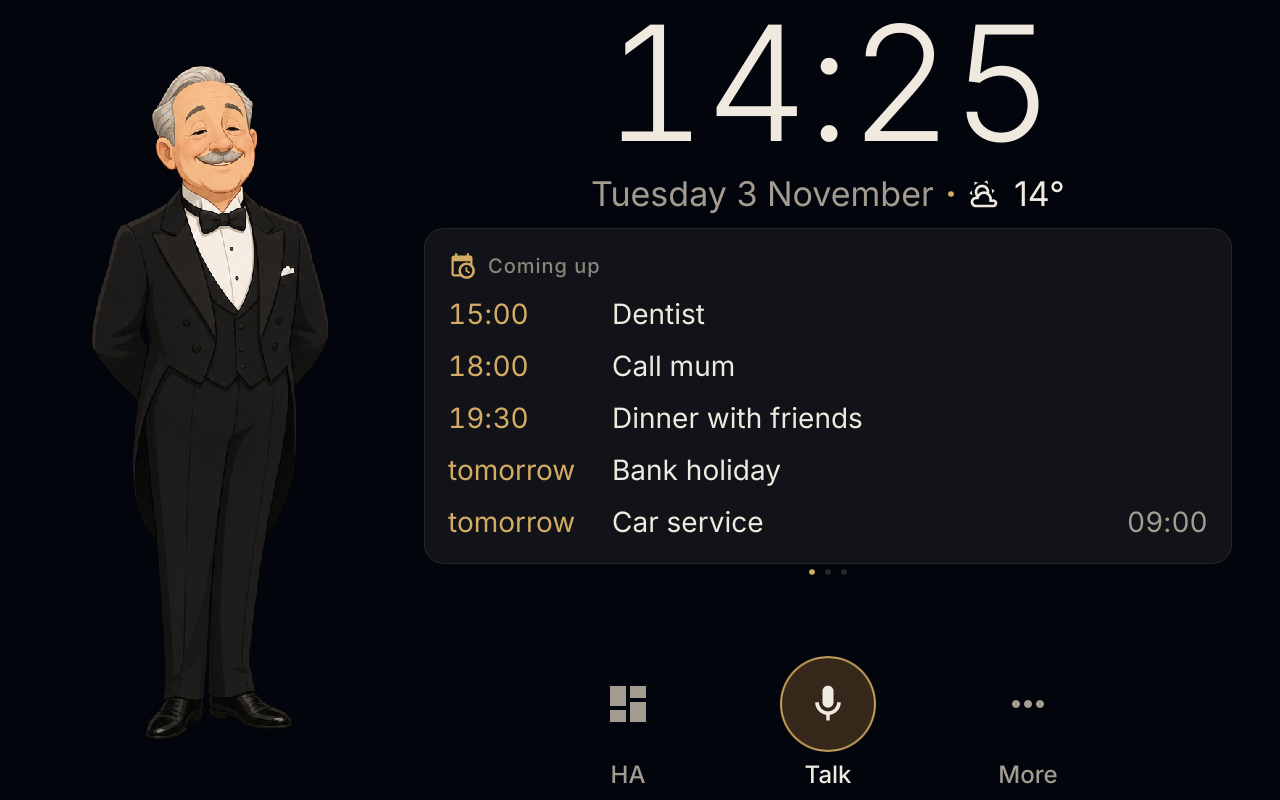 14:25
Tuesday 3 November · 14°
Coming up
15:00 Dentist
18:00 Call mum
19:30 Dinner with friends
tomorrow Bank holiday
tomorrow Car service 09:00
HA Talk More